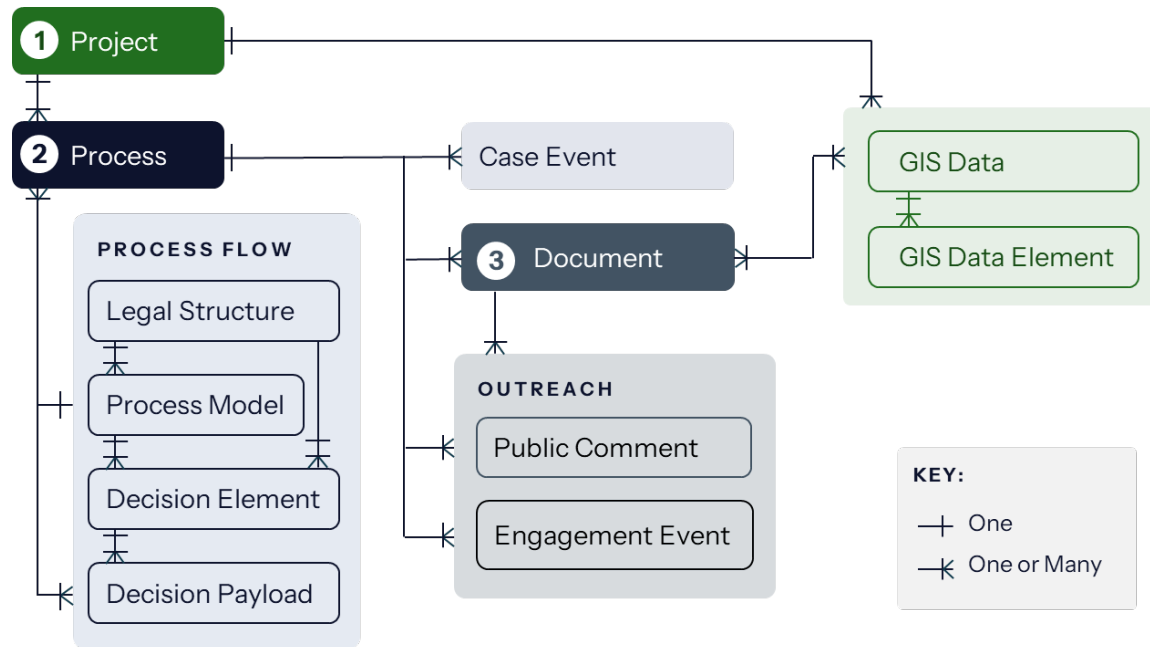 1 Project
2 Process
Case Event
GIS Data
PROCESS FLOW
3 Document
GIS Data Element
Legal Structure
Process Model
OUTREACH
Public Comment
Decision Element
Engagement Event
Decision Payload
KEY:
One
One or Many